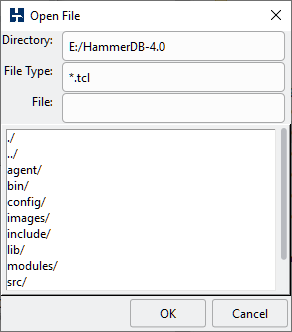 Open File
Directory:
E:/HammerDB-4.0
File Type:
*.tcl
File:
./
../
agent/
bin/
config/
images/
include/
lib/
modules/
src/
OK
Cancel